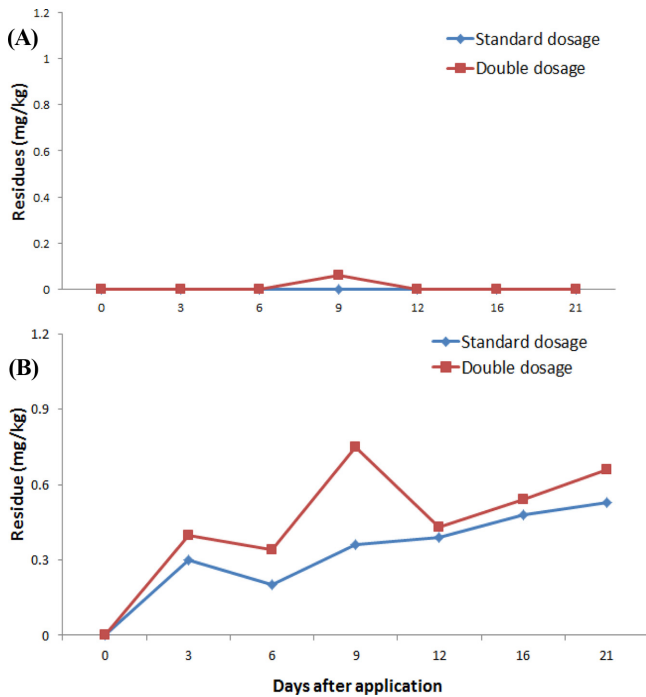 (A)
Residues (mg/kg)
1.2
1
0.8
0.6
0.4
0.2
0
Standard dosage
Double dosage
0 3 6 9 12 16 21
(B)
Residue (mg/kg)
1.2
0.9
0.6
0.3
0
Standard dosage
Double dosage
0 3 6 9 12 16 21
Days after application